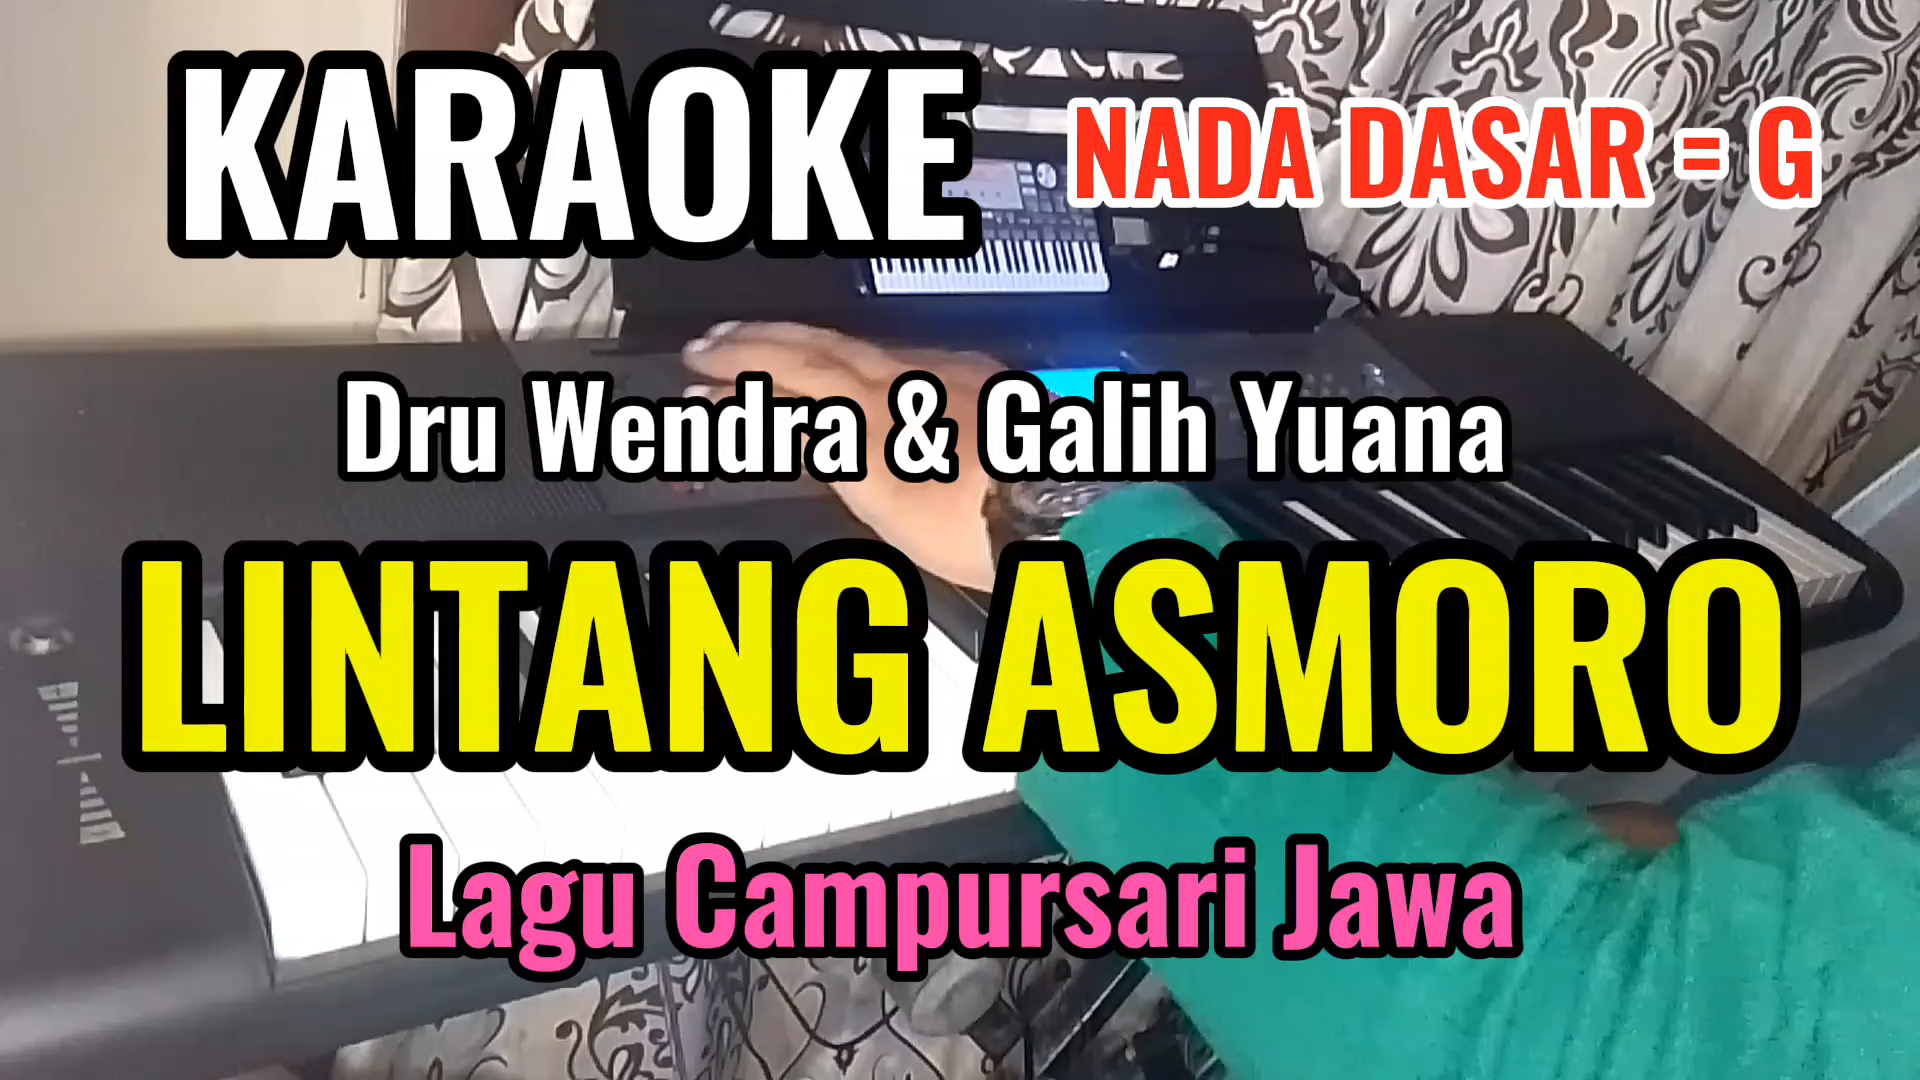 KARAOKE
NADA DASAR = G
Dru Wendra & Galih Yuana
LINTANG ASMORO
Lagu Campursari Jawa